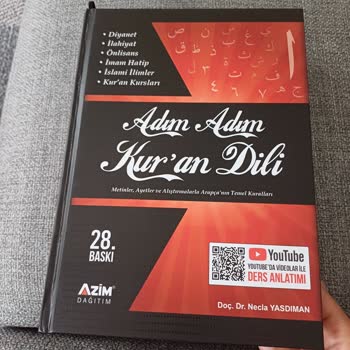 • Diyanet
• İlahiyat
• Önlisans
• İmam Hatip
• İslami İlimler
• Kur'an Kursları
Adım Adım
Kur'an Dili
Metinler, Ayetler ve Alıştırmalarla Arapça'nın Temel Kuralları
28.
BASKI
YouTube
YOUTUBE'DA VİDEOLAR İLE
DERS ANLATIMI
AZİM
DAĞITIM
Doç. Dr. Necla YASDIMAN